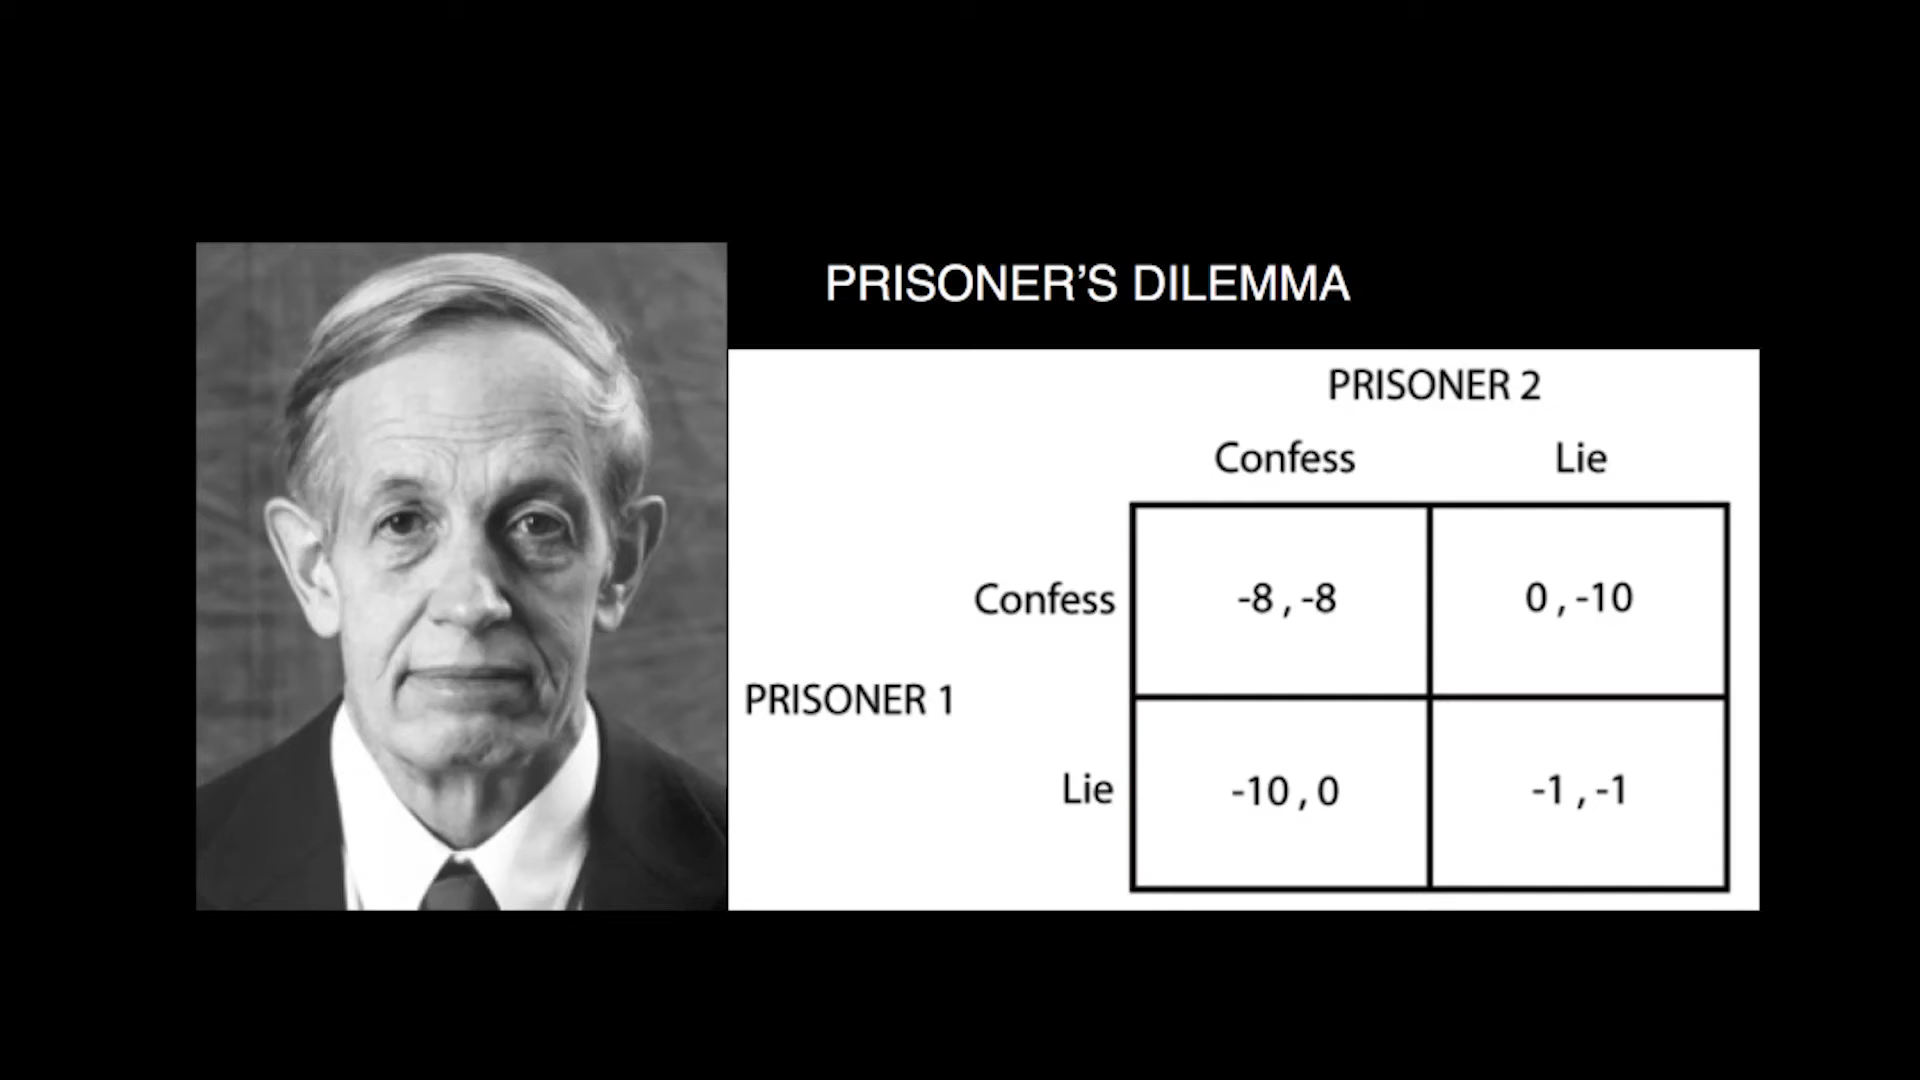 PRISONER’S DILEMMA
PRISONER 2
Confess Lie
Confess -8 , -8 0 , -10
PRISONER 1
Lie -10 , 0 -1 , -1